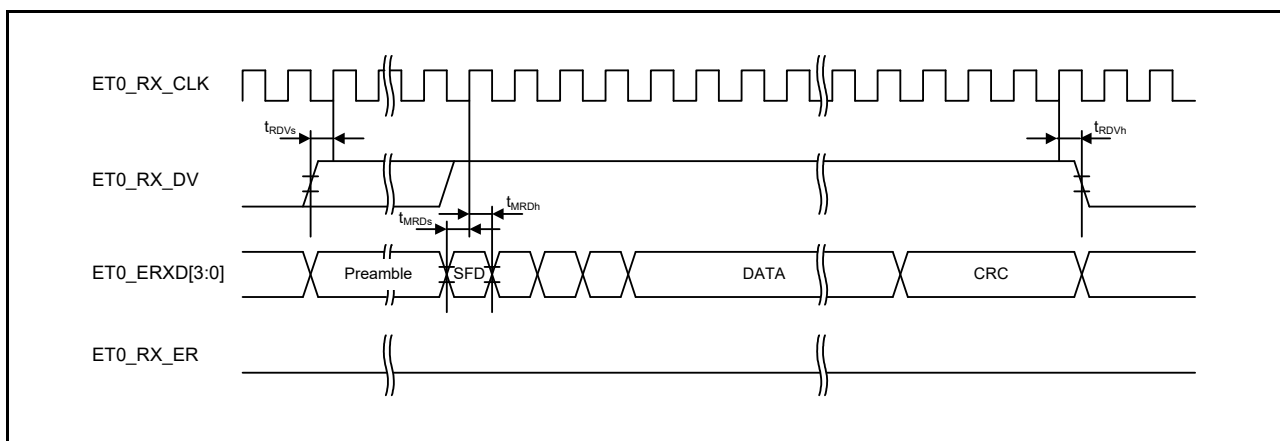 ET0_RX_CLK
tRDVs
tRDVh
ET0_RX_DV
tMRDs
tMRDh
ET0_ERXD[3:0]
Preamble
SFD
DATA
CRC
ET0_RX_ER